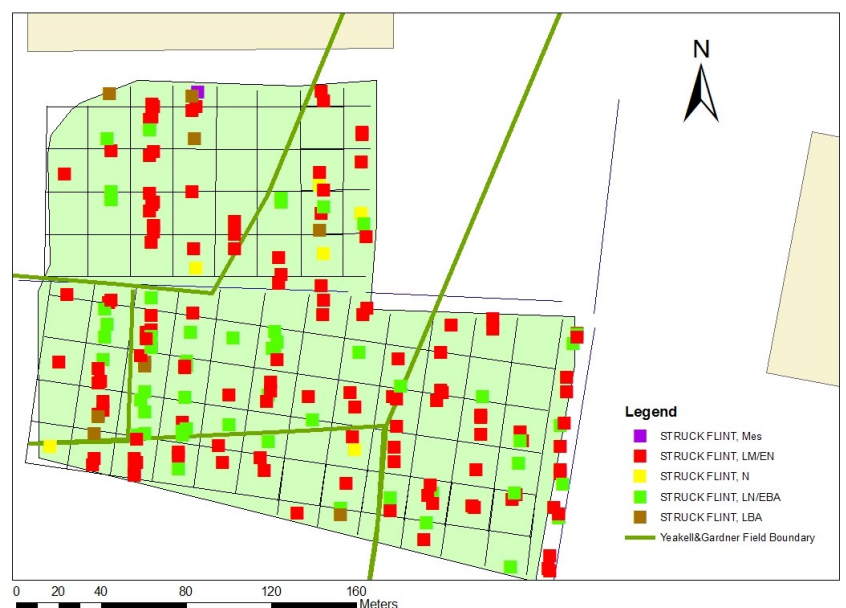 N
Legend
STRUCK FLINT, Mes
STRUCK FLINT, LM/EN
STRUCK FLINT, N
STRUCK FLINT, LN/EBA
STRUCK FLINT, LBA
Yeakell&Gardner Field Boundary
0 20 40 80 120 160
Meters